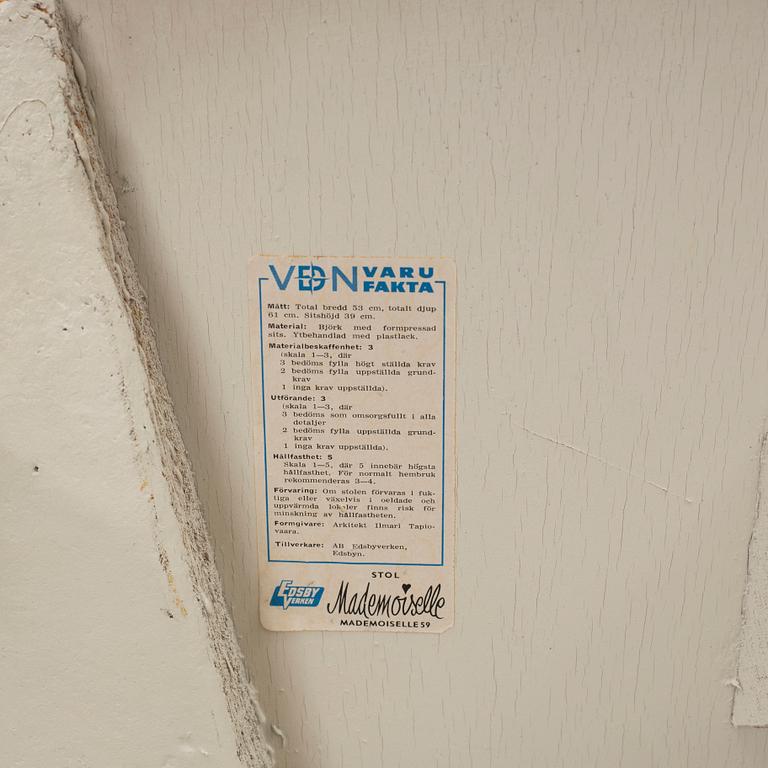 VDN VARU
FAKTA
Mått: Total bredd 53 cm, totalt djup
61 cm. Sitshöjd 39 cm.
Material: Björk med formpressad
sits. Ytbehandlad med plastlack.
Materialbeskaffenhet: 3
(skala 1—3, där
3 bedöms fylla högt ställda krav
2 bedöms fylla uppställda grund-
krav
1 inga krav uppställda).
Utförande: 3
(skala 1—3, där
3 bedöms som omsorgsfullt i alla
detaljer
2 bedöms fylla uppställda grund-
krav
1 inga krav uppställda).
Hållfasthet: 5
Skala 1—5, där 5 innebär högsta
hållfasthet. För normalt hembruk
rekommenderas 3—4.
Förvaring: Om stolen förvaras i fuk-
tiga eller växelvis i oeldade och
uppvärmda lokaler finns risk för
minskning av hållfastheten.
Formgivare: Arkitekt Ilmari Tapio-
vaara.
Tillverkare: AB Edsbyverken,
Edsbyn.
STOL
EDSBY
VERKEN
Mademoiselle
MADEMOISELLE 59